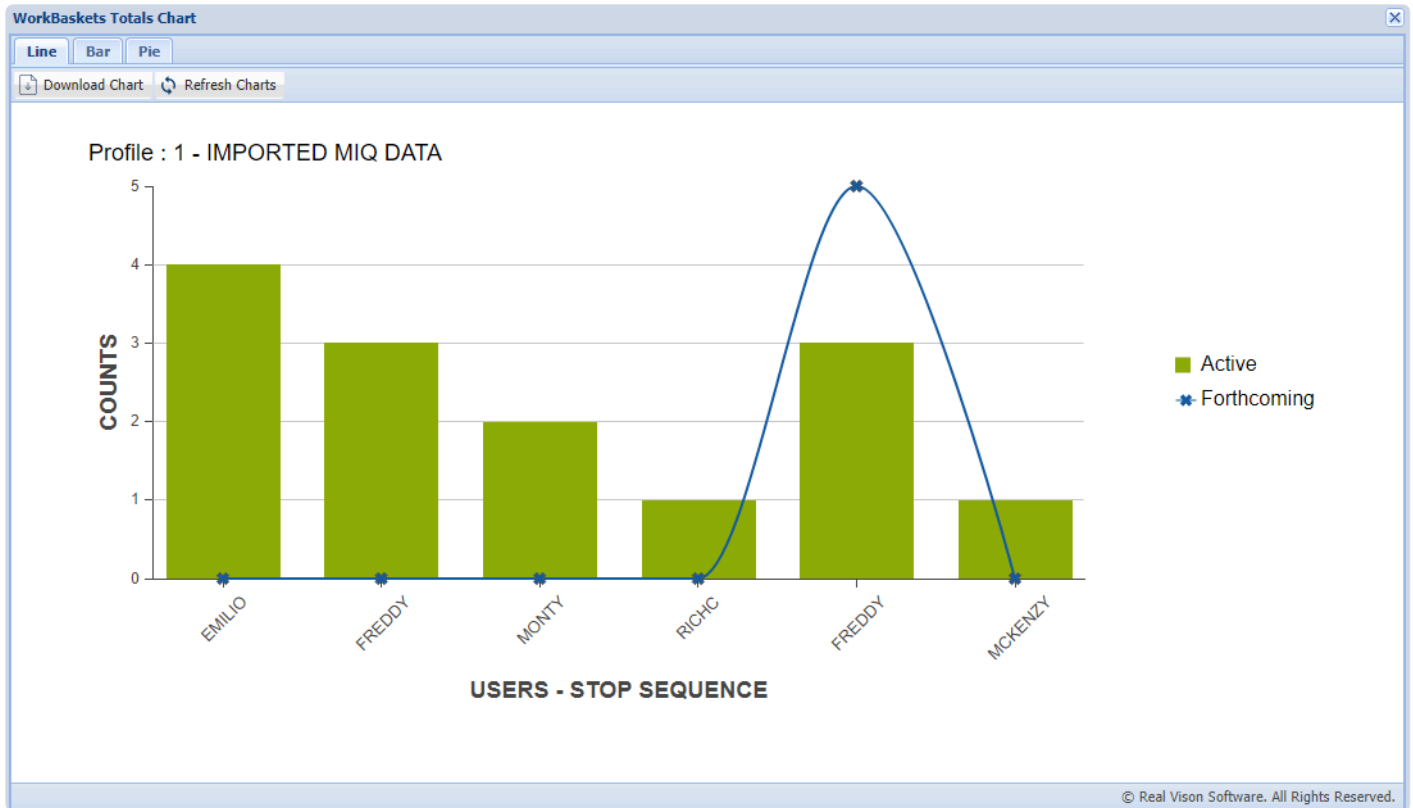 WorkBaskets Totals Chart
Line Bar Pie
Download Chart Refresh Charts
Profile : 1 - IMPORTED MIQ DATA
5
4
3
2
1
0
COUNTS
EMILIO FREDDY MONTY RICHC FREDDY MCKENZY
USERS - STOP SEQUENCE
Active
Forthcoming
© Real Vison Software. All Rights Reserved.